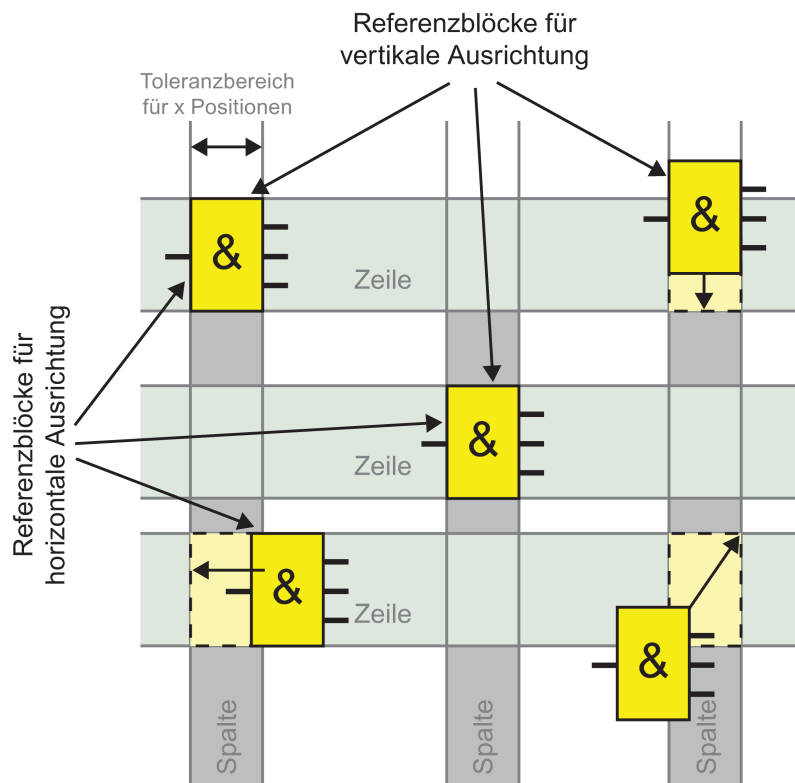 Referenzblöcke für
vertikale Ausrichtung
Toleranzbereich
für x Positionen
&
&
Zeile
Referenzblöcke für
horizontale Ausrichtung
&
Zeile
&
Zeile
&
Spalte
Spalte
Spalte